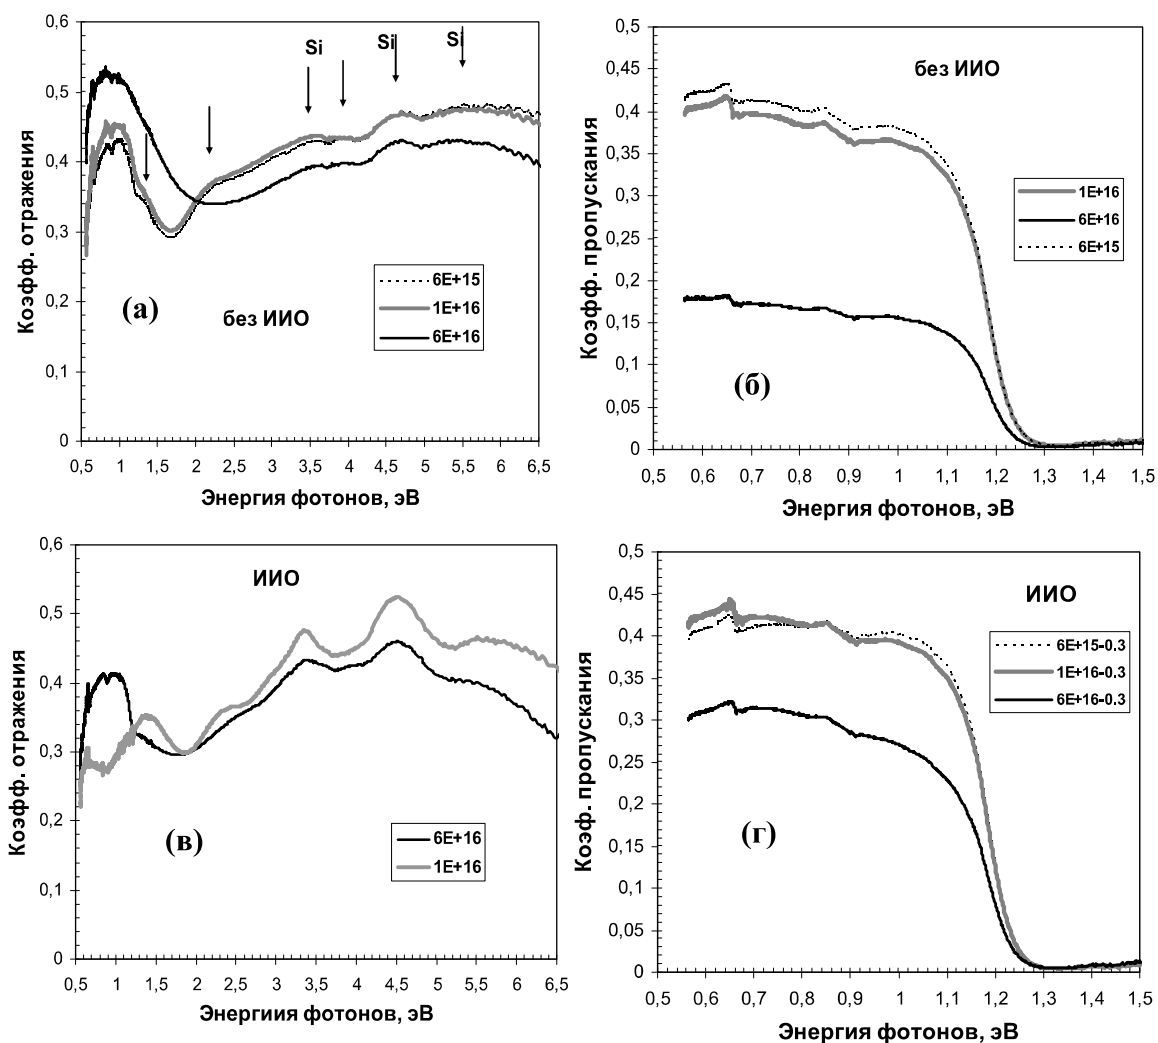 0,6
0,5
0,4
0,3
0,2
0,1
0
0,5 1 1,5 2 2,5 3 3,5 4 4,5 5 5,5 6 6,5
Коэфф. отражения
Энергия фотонов, эВ
Si
Si
Si
(а)
без ИИО
6E+15
1E+16
6E+16
0,5
0,45
0,4
0,35
0,3
0,25
0,2
0,15
0,1
0,05
0
0,5 0,6 0,7 0,8 0,9 1 1,1 1,2 1,3 1,4 1,5
Коэфф. пропускания
Энергия фотонов, эВ
без ИИО
1E+16
6E+16
6E+15
(б)
0,6
0,5
0,4
0,3
0,2
0,1
0
0,5 1 1,5 2 2,5 3 3,5 4 4,5 5 5,5 6 6,5
Коэфф. отражения
Энергиия фотонов, эВ
ИИО
(в)
6E+16
1E+16
0,5
0,45
0,4
0,35
0,3
0,25
0,2
0,15
0,1
0,05
0
0,5 0,6 0,7 0,8 0,9 1 1,1 1,2 1,3 1,4 1,5
Коэф. пропускания
Энергия фотонов, эВ
ИИО
6E+15-0.3
1E+16-0.3
6E+16-0.3
(г)